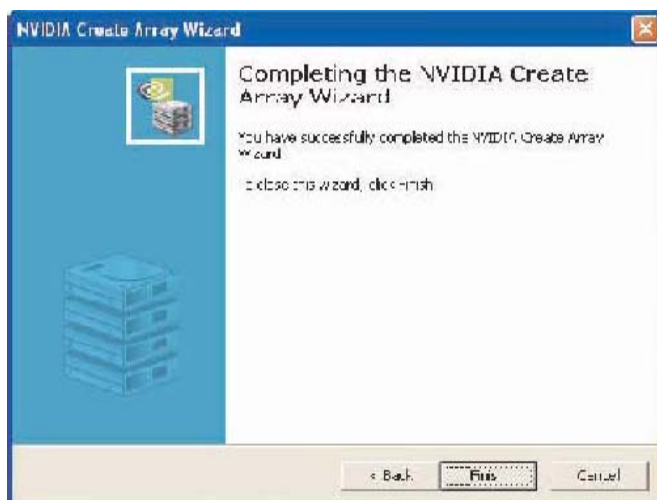 NVIDIA Create Array Wizard
Completing the NVIDIA Create
Array Wizard
You have successfully completed the NVIDIA Create Array
Wizard
To close this wizard, click Finish
< Back
Finis
Cancel